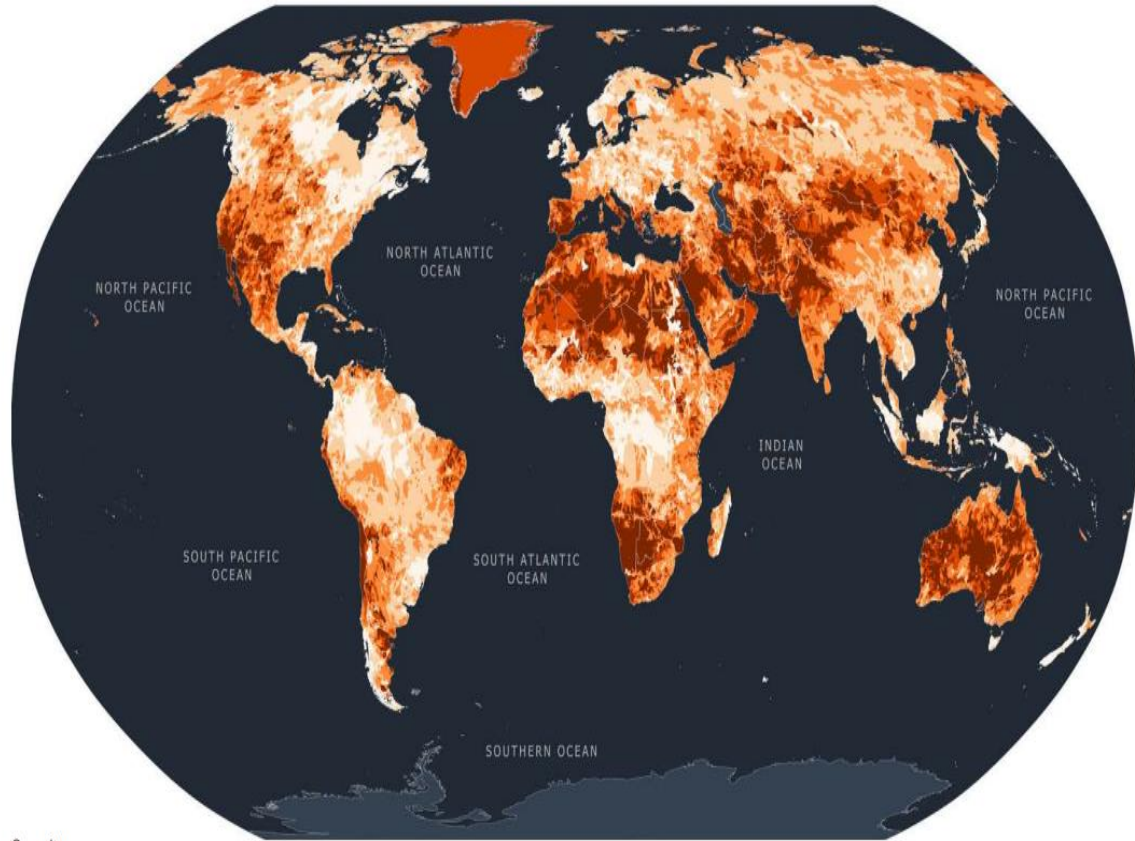 NORTH ATLANTIC
OCEAN
NORTH PACIFIC
OCEAN
NORTH PACIFIC
OCEAN
INDIAN
OCEAN
SOUTH PACIFIC
OCEAN
SOUTH ATLANTIC
OCEAN
SOUTHERN OCEAN